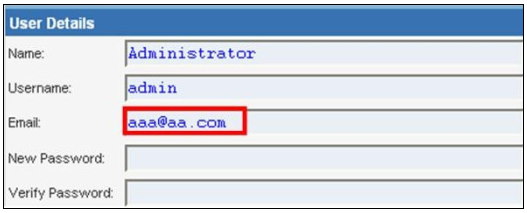 User Details
Name: Administrator
Username: admin
Email: aaa@aa.com
New Password:
Verify Password: